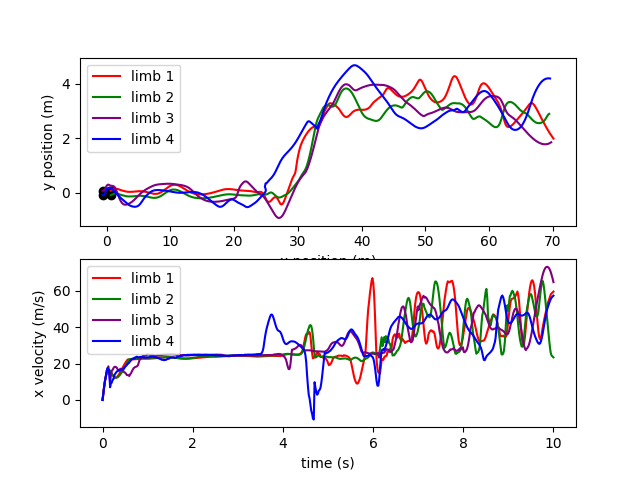 limb 1
limb 2
limb 3
limb 4
y position (m)
0
2
4
0 10 20 30 40 50 60 70
x position (m)
limb 1
limb 2
limb 3
limb 4
x velocity (m/s)
0
20
40
60
0 2 4 6 8 10
time (s)